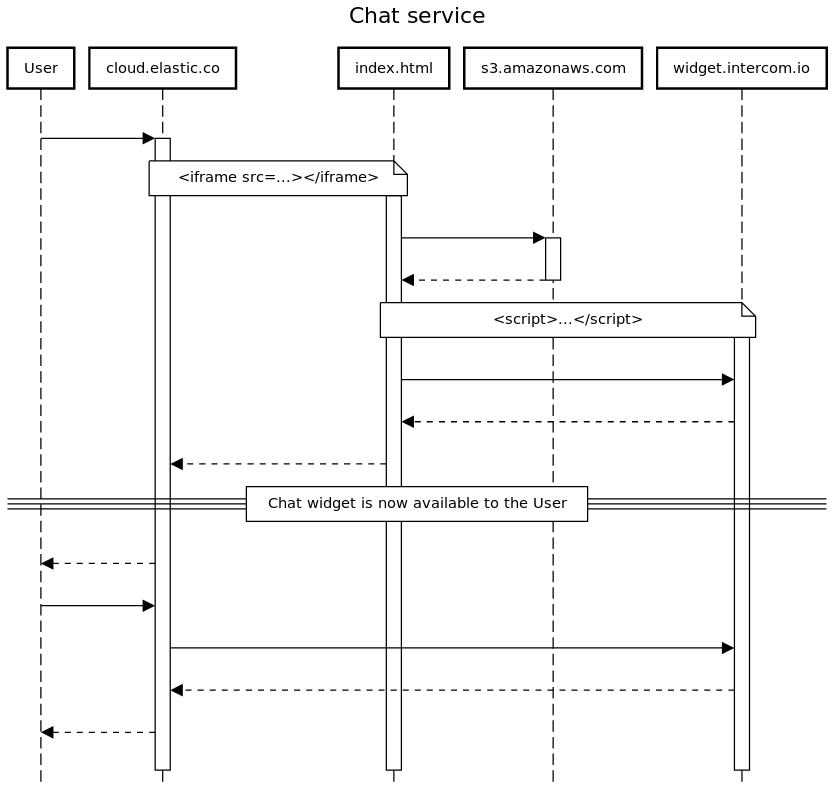 Chat service
User
cloud.elastic.co
index.html
s3.amazonaws.com
widget.intercom.io
<iframe src=...></iframe>
<script>...</script>
Chat widget is now available to the User